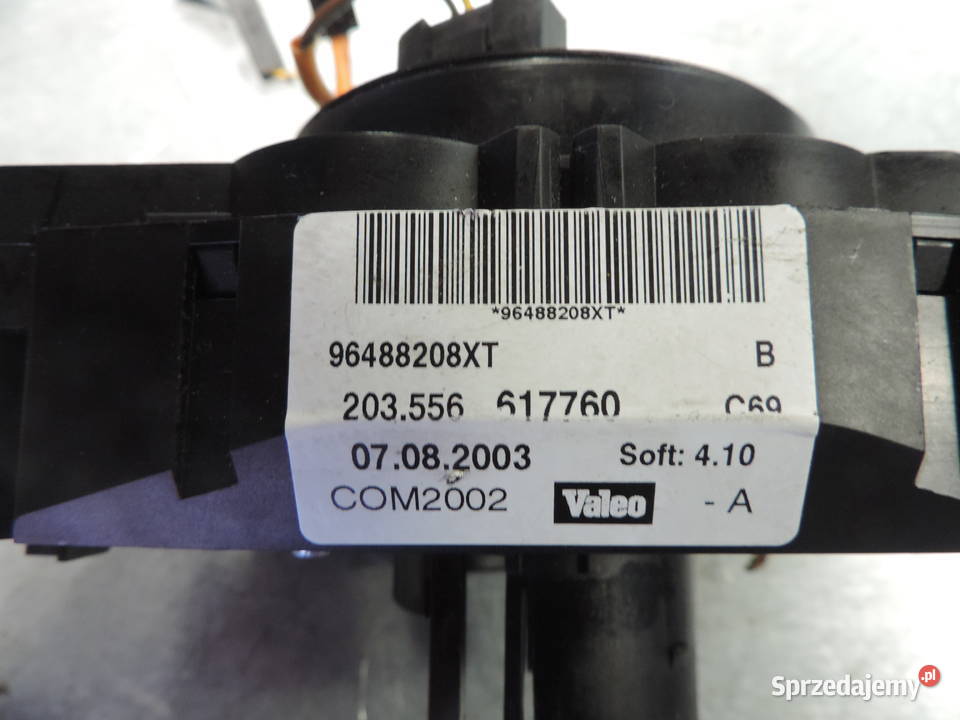 *96488208XT*
96488208XT B
203.556 617760 C69
07.08.2003 Soft: 4.10
COM2002 Valeo - A
Sprzedajemy.pl